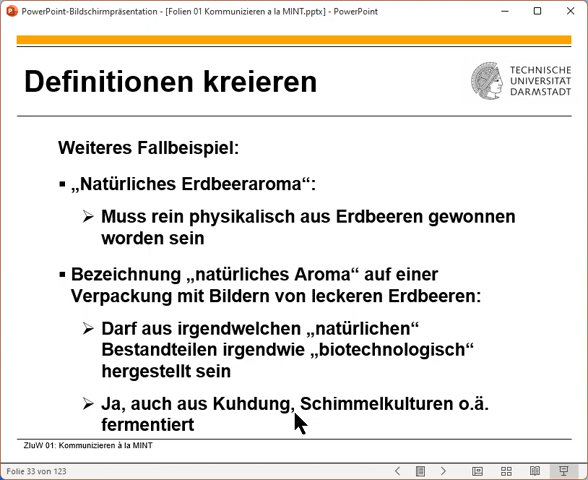 PowerPoint-Bildschirmpräsentation - [Folien 01 Kommunizieren a la MINT.pptx] - PowerPoint
Definitionen kreieren
TECHNISCHE
UNIVERSITÄT
DARMSTADT
Weiteres Fallbeispiel:
▪ „Natürliches Erdbeeraroma“:
➢ Muss rein physikalisch aus Erdbeeren gewonnen
worden sein
▪ Bezeichnung „natürliches Aroma“ auf einer
Verpackung mit Bildern von leckeren Erdbeeren:
➢ Darf aus irgendwelchen „natürlichen“
Bestandteilen irgendwie „biotechnologisch“
hergestellt sein
➢ Ja, auch aus Kuhdung, Schimmelkulturen o.ä.
fermentiert
ZIuW 01: Kommunizieren à la MINT
Folie 33 von 123